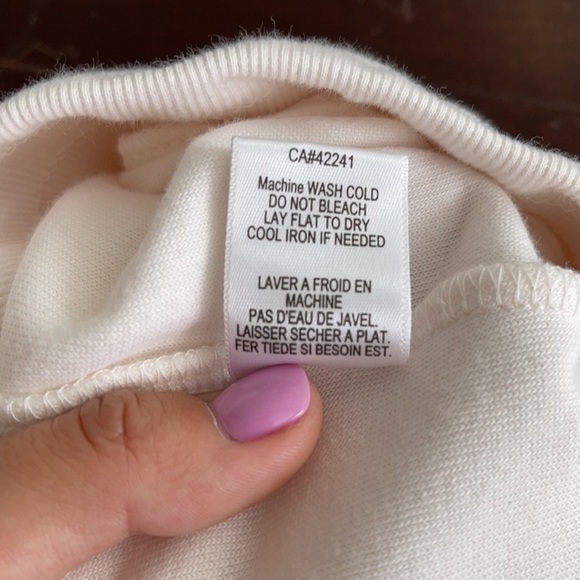 CA#42241
Machine WASH COLD
DO NOT BLEACH
LAY FLAT TO DRY
COOL IRON IF NEEDED
LAVER A FROID EN
MACHINE
PAS D'EAU DE JAVEL.
LAISSER SECHER A PLAT.
FER TIEDE SI BESOIN EST.